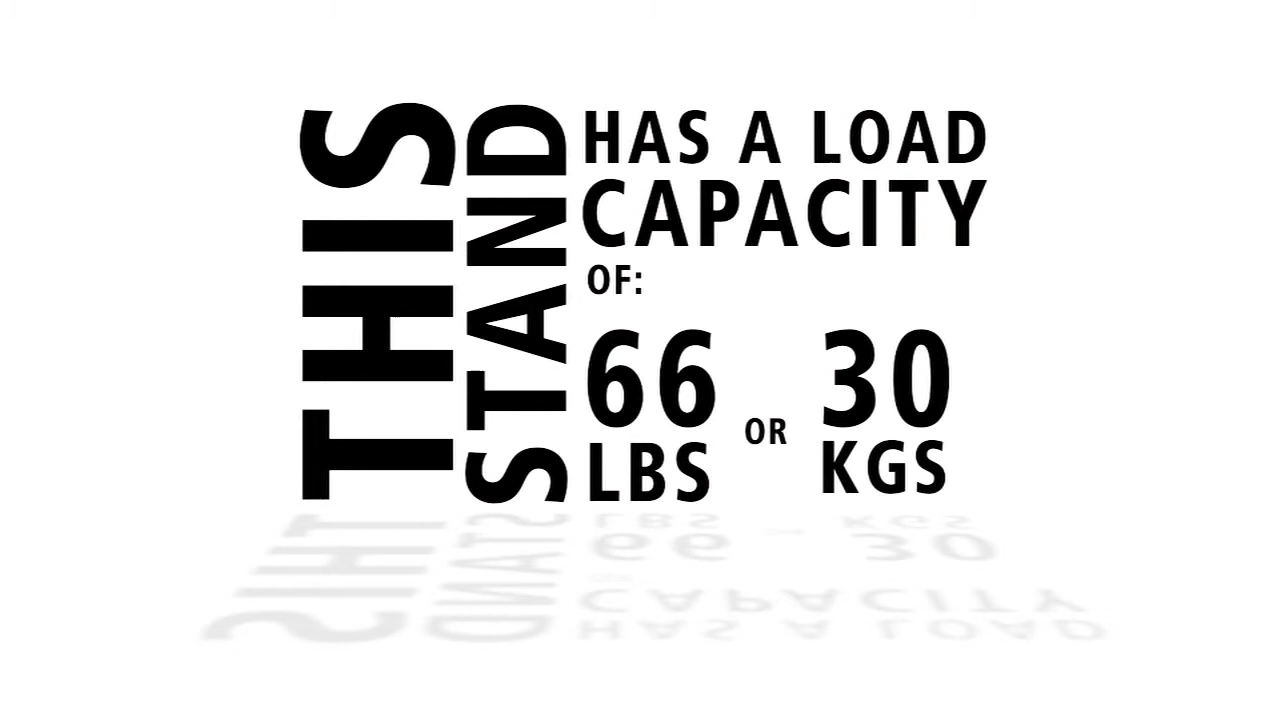 THIS
STAND
HAS A LOAD
CAPACITY
OF:
66 OR 30
LBS KGS